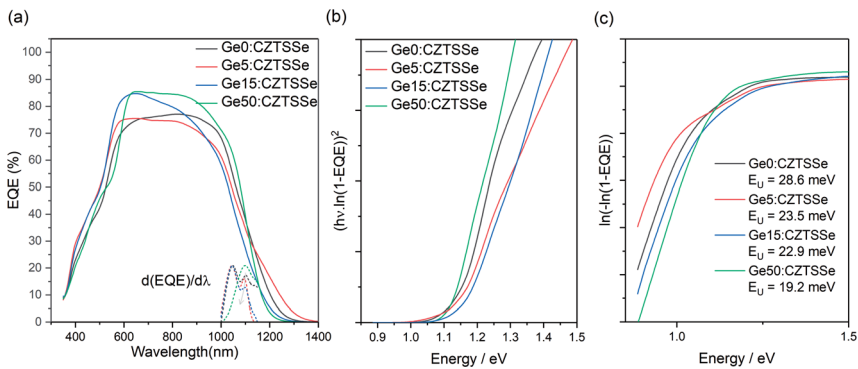 (a)
Ge0:CZTSSe
Ge5:CZTSSe
Ge15:CZTSSe
Ge50:CZTSSe
EQE (%)
100
90
80
70
60
50
40
30
20
10
0
d(EQE)/dλ
400 600 800 1000 1200 1400
Wavelength(nm)
(b)
Ge0:CZTSSe
Ge5:CZTSSe
Ge15:CZTSSe
Ge50:CZTSSe
(hν.ln(1-EQE))²
0.9 1.0 1.1 1.2 1.3 1.4 1.5
Energy / eV
(c)
ln(-ln(1-EQE))
Ge0:CZTSSe
EU = 28.6 meV
Ge5:CZTSSe
EU = 23.5 meV
Ge15:CZTSSe
EU = 22.9 meV
Ge50:CZTSSe
EU = 19.2 meV
1.0 1.5
Energy / eV